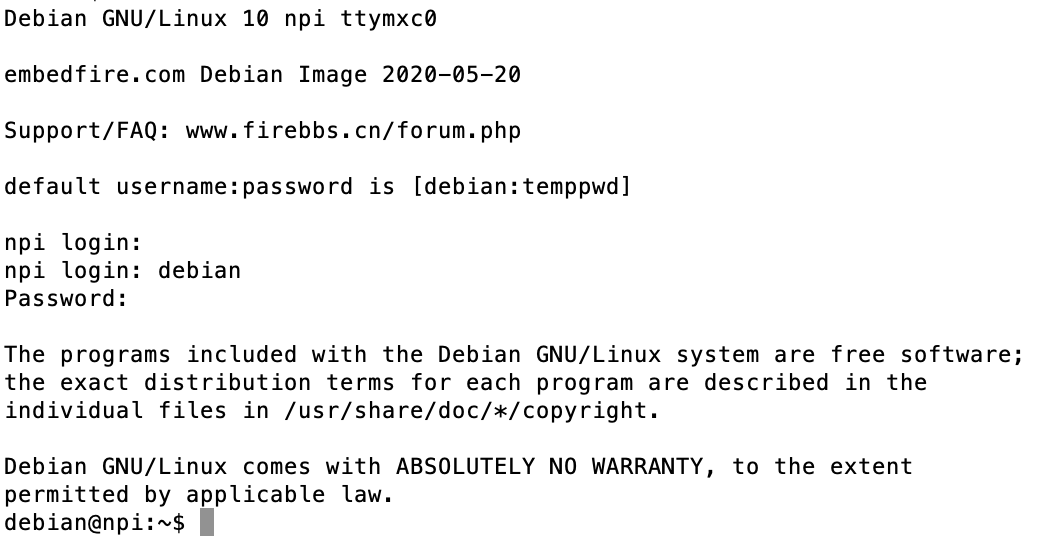 Debian GNU/Linux 10 npi ttymxc0
embedfire.com Debian Image 2020-05-20
Support/FAQ: www.firebbs.cn/forum.php
default username:password is [debian:temppwd]
npi login:
npi login: debian
Password:
The programs included with the Debian GNU/Linux system are free software;
the exact distribution terms for each program are described in the
individual files in /usr/share/doc/*/copyright.
Debian GNU/Linux comes with ABSOLUTELY NO WARRANTY, to the extent
permitted by applicable law.
debian@npi:~$